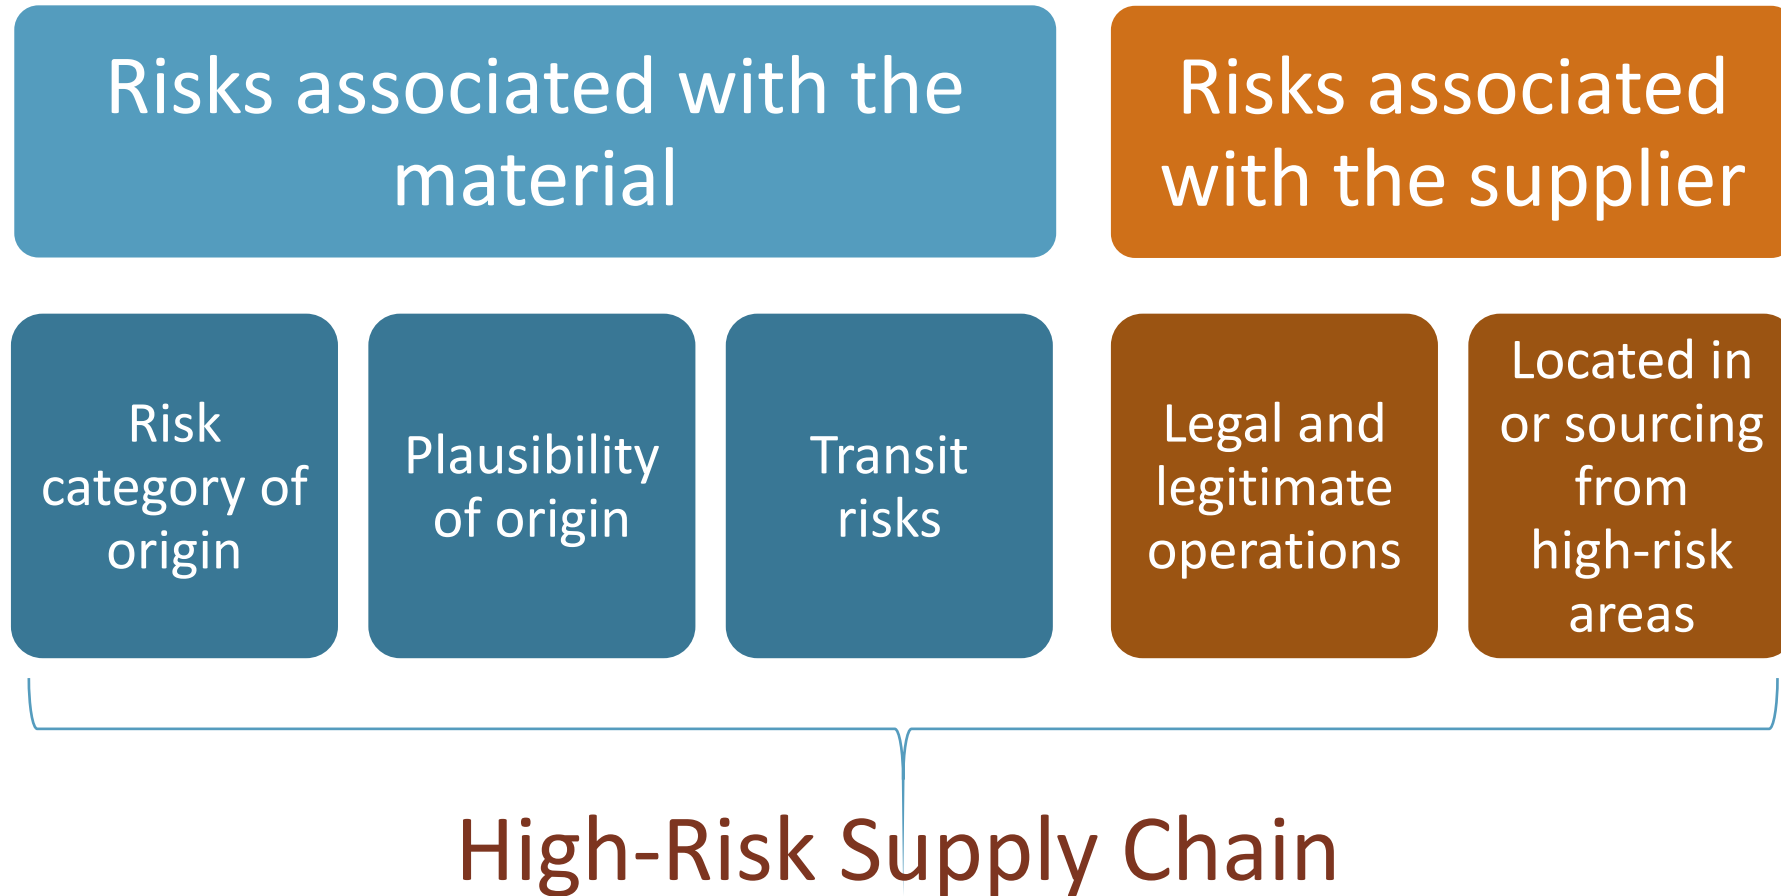 Risks associated with the
material
Risks associated
with the supplier
Risk
category of
origin
Plausibility
of origin
Transit
risks
Legal and
legitimate
operations
Located in
or sourcing
from
high-risk
areas
High-Risk Supply Chain